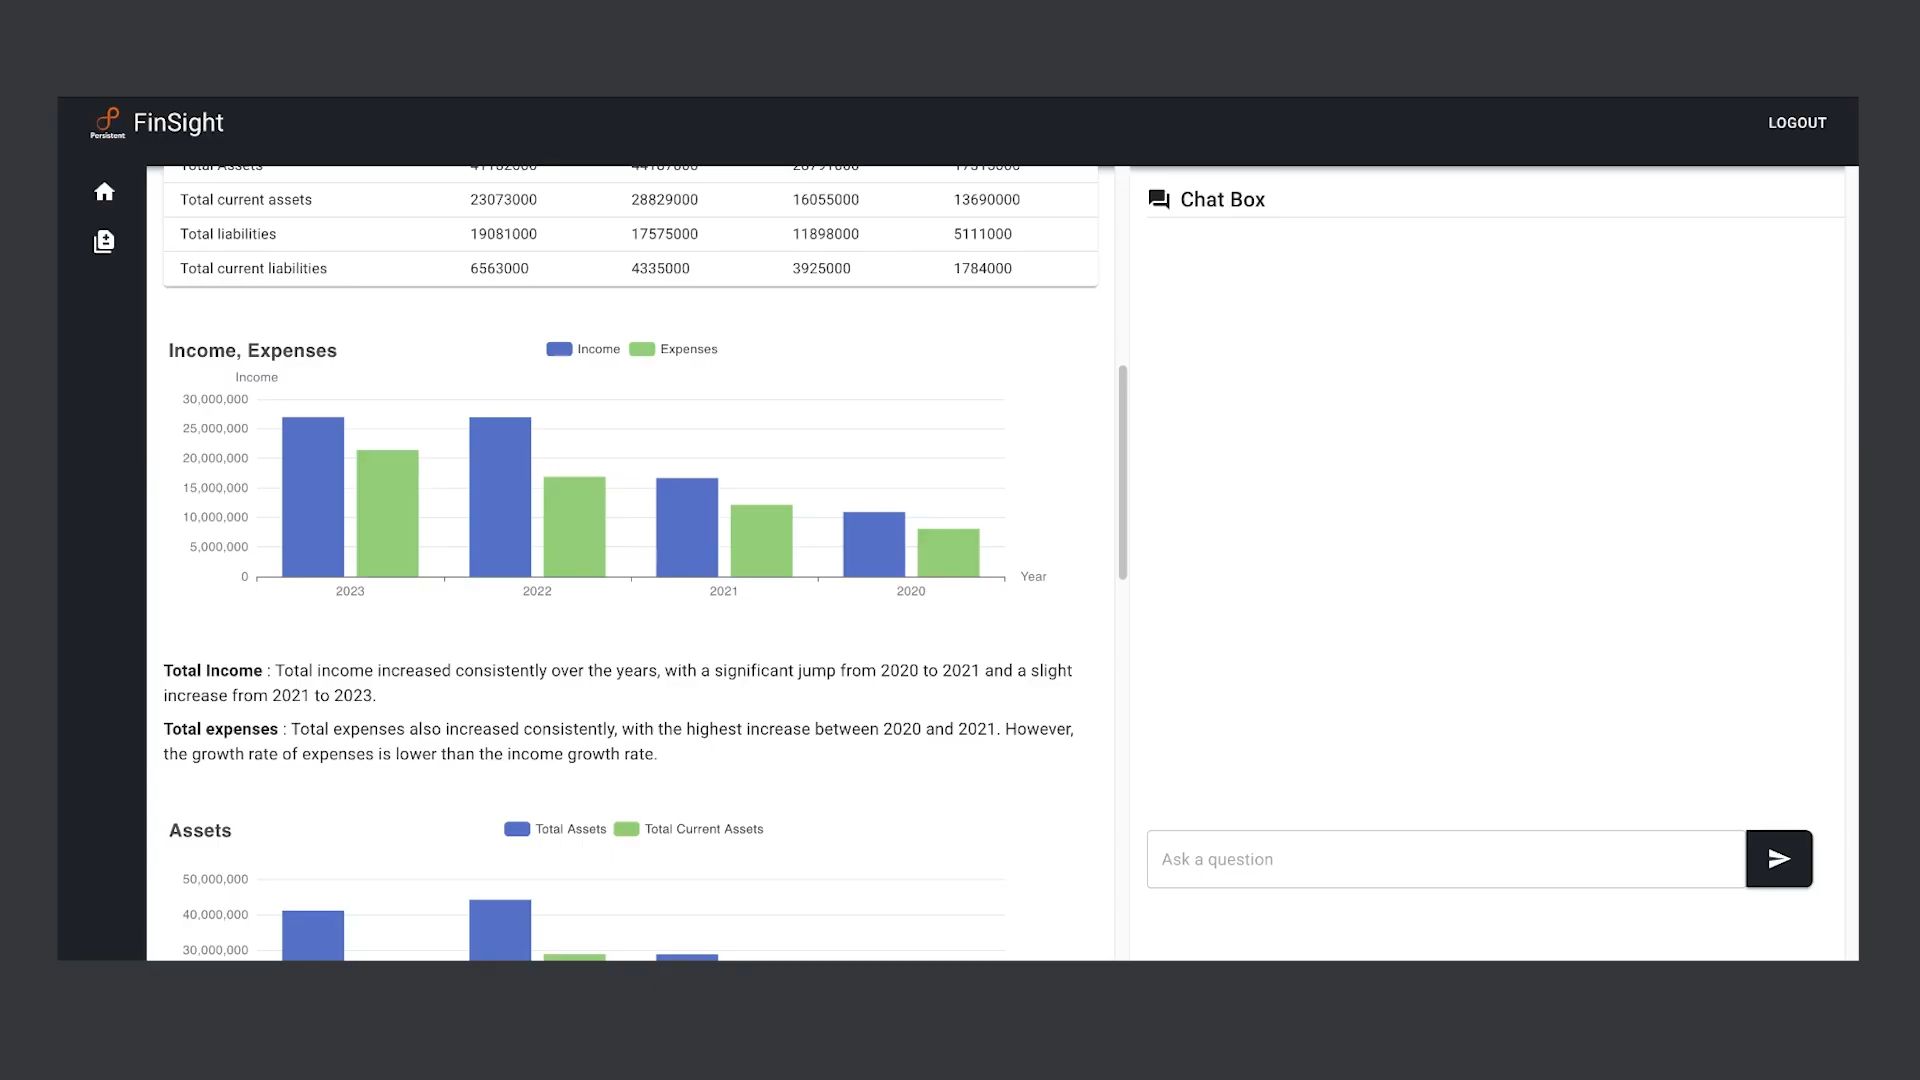 Persistent
FinSight
LOGOUT
Total Assets 41182000 44187000 28791000 17315000
Total current assets 23073000 28829000 16055000 13690000
Total liabilities 19081000 17575000 11898000 5111000
Total current liabilities 6563000 4335000 3925000 1784000
Income, Expenses
Income Expenses
Income
30,000,000
25,000,000
20,000,000
15,000,000
10,000,000
5,000,000
0
2023 2022 2021 2020
Year
Total Income : Total income increased consistently over the years, with a significant jump from 2020 to 2021 and a slight
increase from 2021 to 2023.
Total expenses : Total expenses also increased consistently, with the highest increase between 2020 and 2021. However,
the growth rate of expenses is lower than the income growth rate.
Assets
Total Assets Total Current Assets
50,000,000
40,000,000
30,000,000
Chat Box
Ask a question